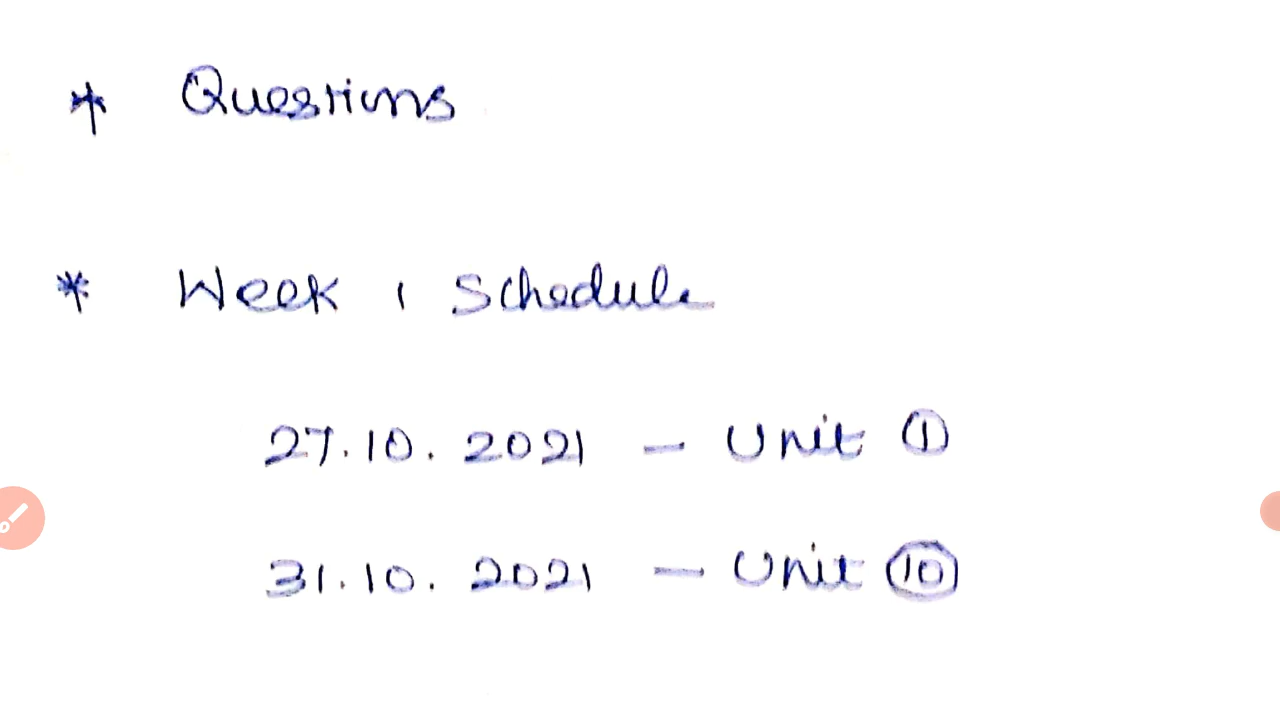 * Questions
* Week 1 Schedule
27.10.2021 - Unit ①
31.10.2021 - Unit ⑩